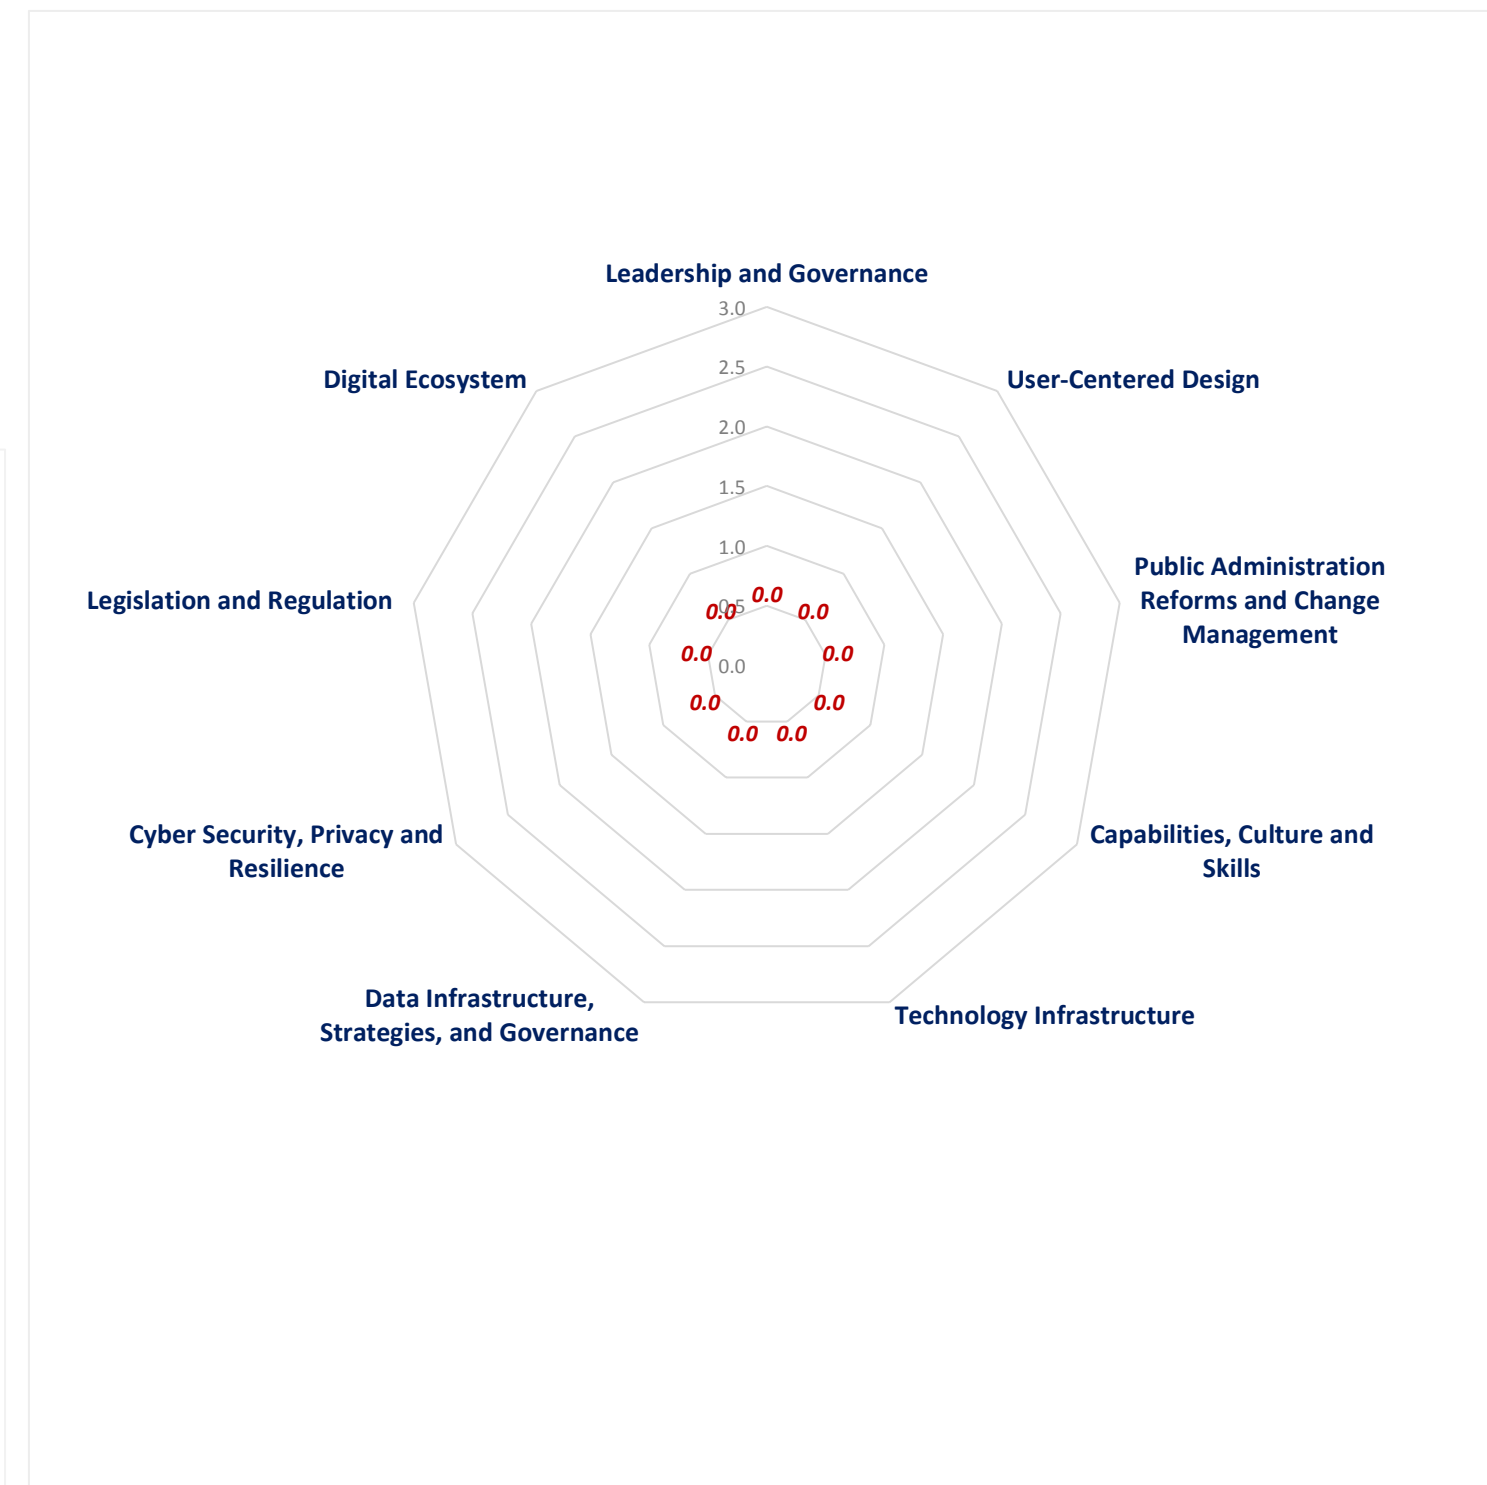 Leadership and Governance
3.0
Digital Ecosystem
2.5
User-Centered Design
2.0
1.5
1.0
Public Administration
Reforms and Change
Management
Legislation and Regulation
0.0
0.5
0.0
0.0
0.0
0.0
0.0
0.0
0.0
0.0
0.0
Cyber Security, Privacy and
Resilience
Capabilities, Culture and
Skills
Data Infrastructure,
Strategies, and Governance
Technology Infrastructure